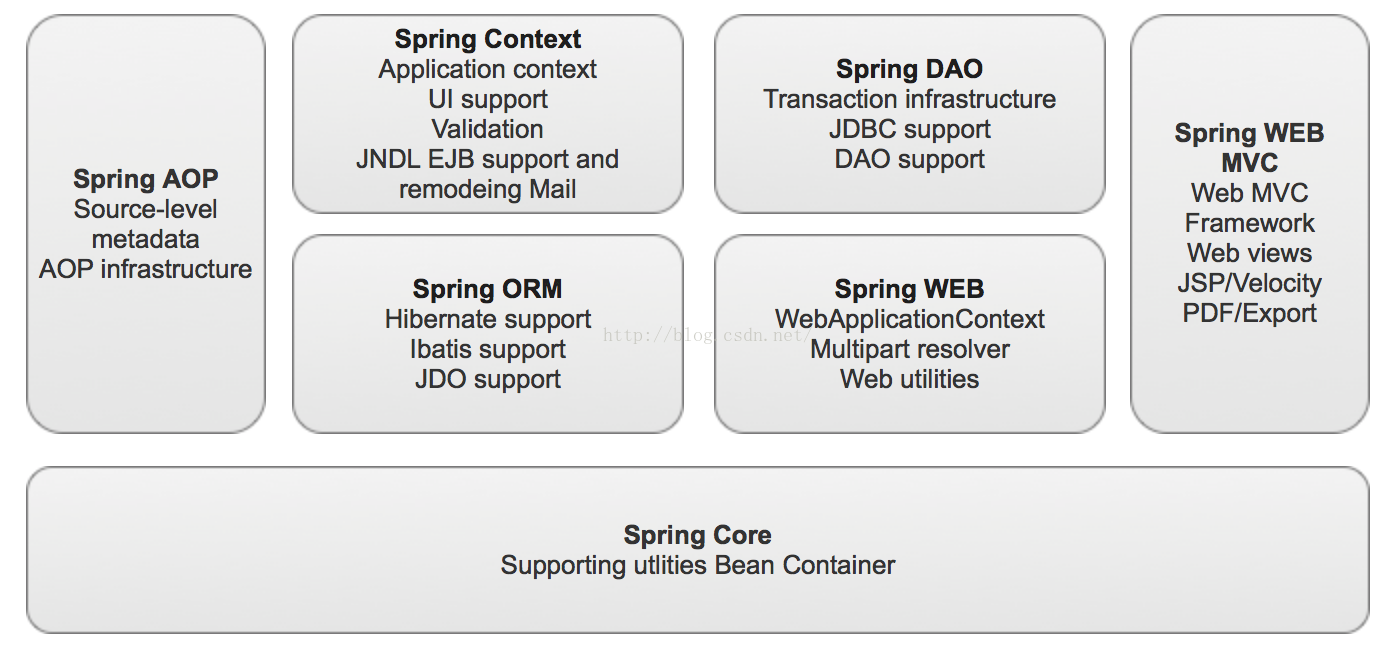 Spring AOP
Source-level
metadata
AOP infrastructure
Spring Context
Application context
UI support
Validation
JNDL EJB support and
remodeing Mail
Spring DAO
Transaction infrastructure
JDBC support
DAO support
Spring ORM
Hibernate support
Ibatis support
JDO support
http://blog.csdn.net/
Spring WEB
WebApplicationContext
Multipart resolver
Web utilities
Spring WEB
MVC
Web MVC
Framework
Web views
JSP/Velocity
PDF/Export
Spring Core
Supporting utlities Bean Container